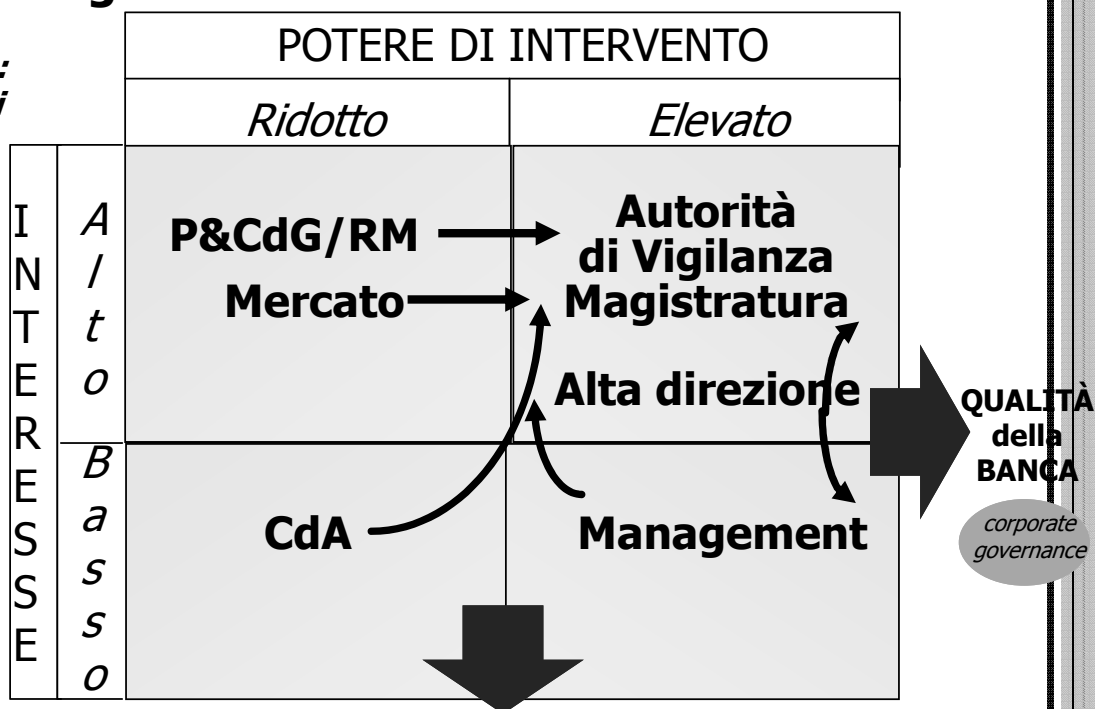 POTERE DI INTERVENTO
Ridotto
Elevato
INTERESSE
Alto
Basso
P&CdG/RM
Mercato
Autorità
di Vigilanza
Magistratura
Alta direzione
CdA
Management
QUALITÀ
della
BANCA
corporate
governance